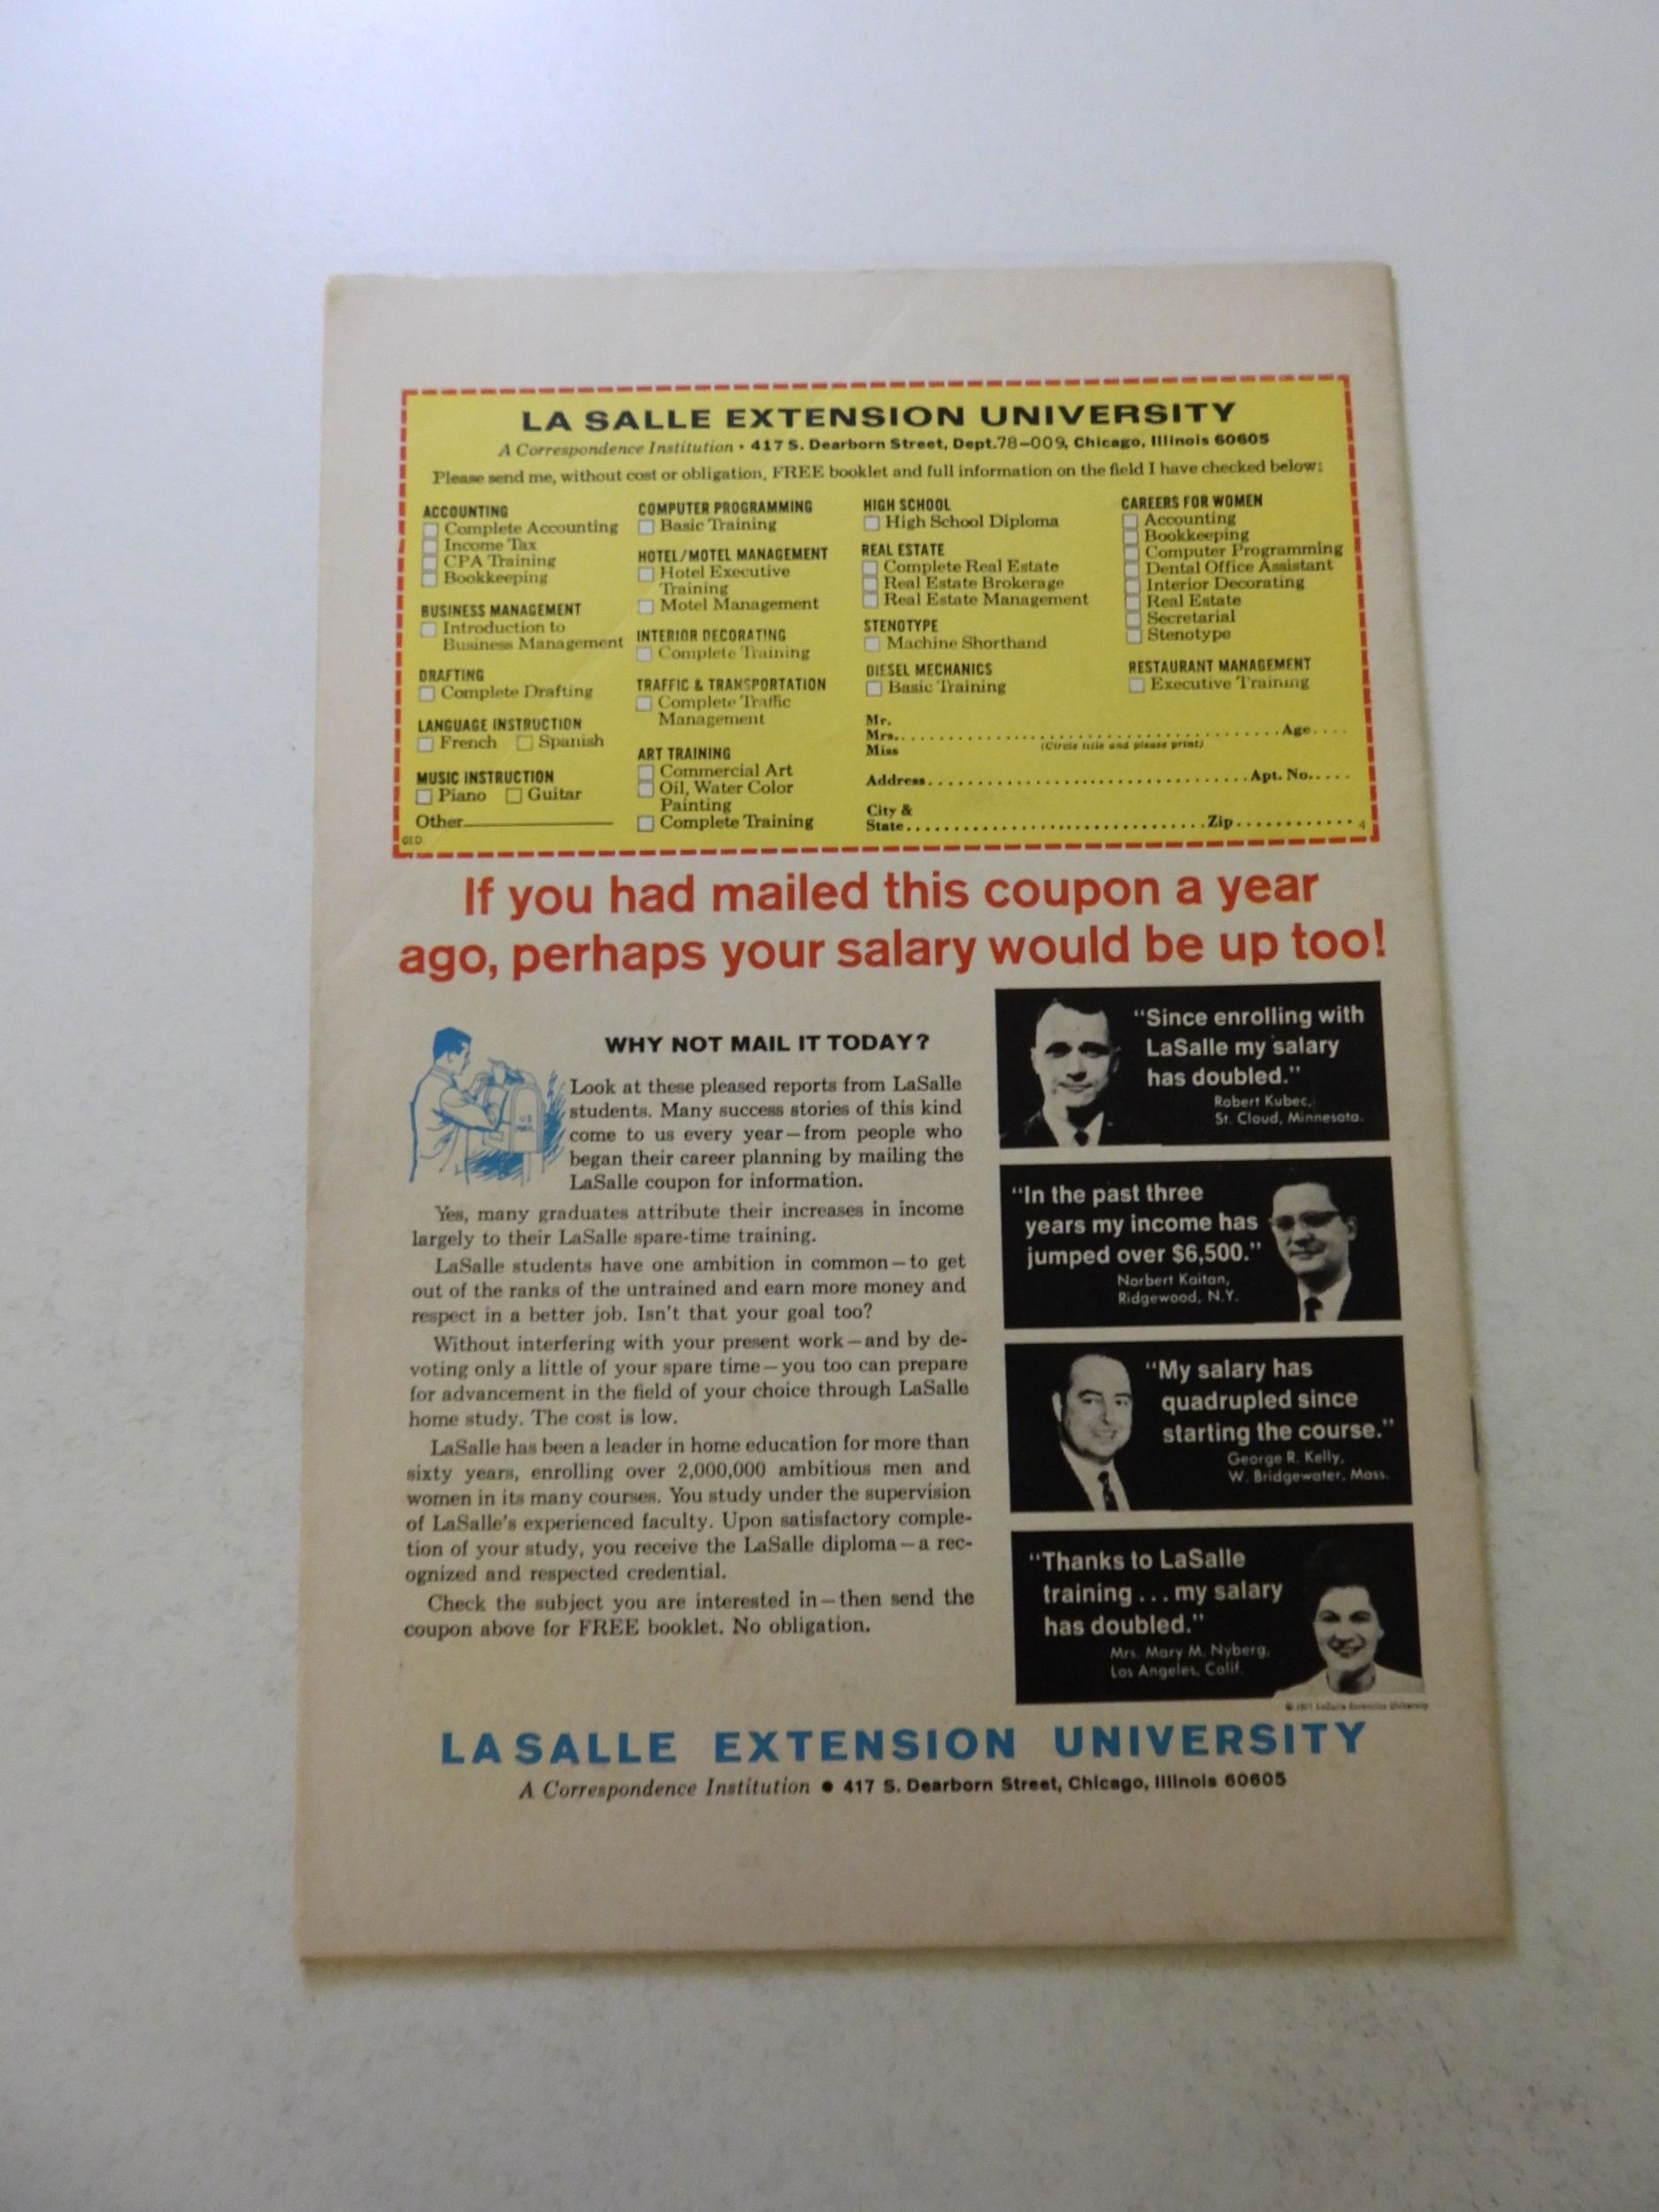 LA SALLE EXTENSION UNIVERSITY
A Correspondence Institution • 417 S. Dearborn Street, Dept. 78-009, Chicago, Illinois 60605
Please send me, without cost or obligation, FREE booklet and full information on the field I have checked below:
ACCOUNTING
Complete Accounting
Income Tax
CPA Training
Bookkeeping
BUSINESS MANAGEMENT
Introduction to
Business Management
DRAFTING
Complete Drafting
LANGUAGE INSTRUCTION
French Spanish
MUSIC INSTRUCTION
Piano Guitar
Other
COMPUTER PROGRAMMING
Basic Training
HOTEL/MOTEL MANAGEMENT
Hotel Executive
Training
Motel Management
INTERIOR DECORATING
Complete Training
TRAFFIC & TRANSPORTATION
Complete Traffic
Management
ART TRAINING
Commercial Art
Oil, Water Color
Painting
Complete Training
HIGH SCHOOL
High School Diploma
REAL ESTATE
Complete Real Estate
Real Estate Brokerage
Real Estate Management
STENOTYPE
Machine Shorthand
DIESEL MECHANICS
Basic Training
CAREERS FOR WOMEN
Accounting
Bookkeeping
Computer Programming
Dental Office Assistant
Interior Decorating
Real Estate
Secretarial
Stenotype
RESTAURANT MANAGEMENT
Executive Training
Mr.
Mrs. Age
Miss (Circle title and please print)
Address Apt. No.
City &
State Zip 4
If you had mailed this coupon a year
ago, perhaps your salary would be up too!
WHY NOT MAIL IT TODAY?
Look at these pleased reports from LaSalle
students. Many success stories of this kind
come to us every year—from people who
began their career planning by mailing the
LaSalle coupon for information.
Yes, many graduates attribute their increases in income
largely to their LaSalle spare-time training.
LaSalle students have one ambition in common—to get
out of the ranks of the untrained and earn more money and
respect in a better job. Isn't that your goal too?
Without interfering with your present work—and by de-
voting only a little of your spare time—you too can prepare
for advancement in the field of your choice through LaSalle
home study. The cost is low.
LaSalle has been a leader in home education for more than
sixty years, enrolling over 2,000,000 ambitious men and
women in its many courses. You study under the supervision
of LaSalle's experienced faculty. Upon satisfactory comple-
tion of your study, you receive the LaSalle diploma—a rec-
ognized and respected credential.
Check the subject you are interested in—then send the
coupon above for FREE booklet. No obligation.
"Since enrolling with
LaSalle my salary
has doubled."
Robert Kubec,
St. Cloud, Minnesota.
"In the past three
years my income has
jumped over $6,500."
Norbert Kaitan,
Ridgewood, N.Y.
"My salary has
quadrupled since
starting the course."
George R. Kelly,
W. Bridgewater, Mass.
"Thanks to LaSalle
training ... my salary
has doubled."
Mrs. Mary M. Nyberg,
Los Angeles, Calif.
© 1971 LaSalle Extension University
LASALLE EXTENSION UNIVERSITY
A Correspondence Institution • 417 S. Dearborn Street, Chicago, Illinois 60605